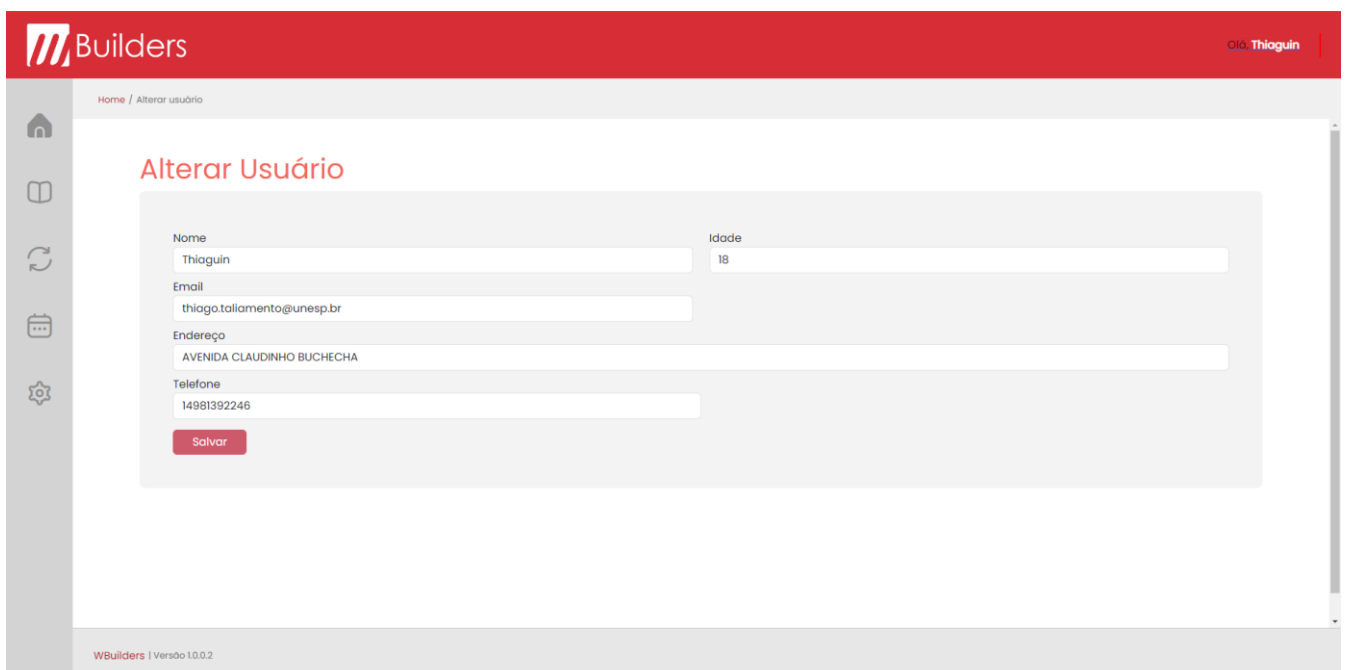 Builders
Olá, Thiaguin
Home / Alterar usuário
Alterar Usuário
Nome
Idade
Thiaguin
18
Email
thiago.taliamento@unesp.br
Endereço
AVENIDA CLAUDINHO BUCHECHA
Telefone
14981392246
Salvar
WBuilders | Versão 1.0.0.2